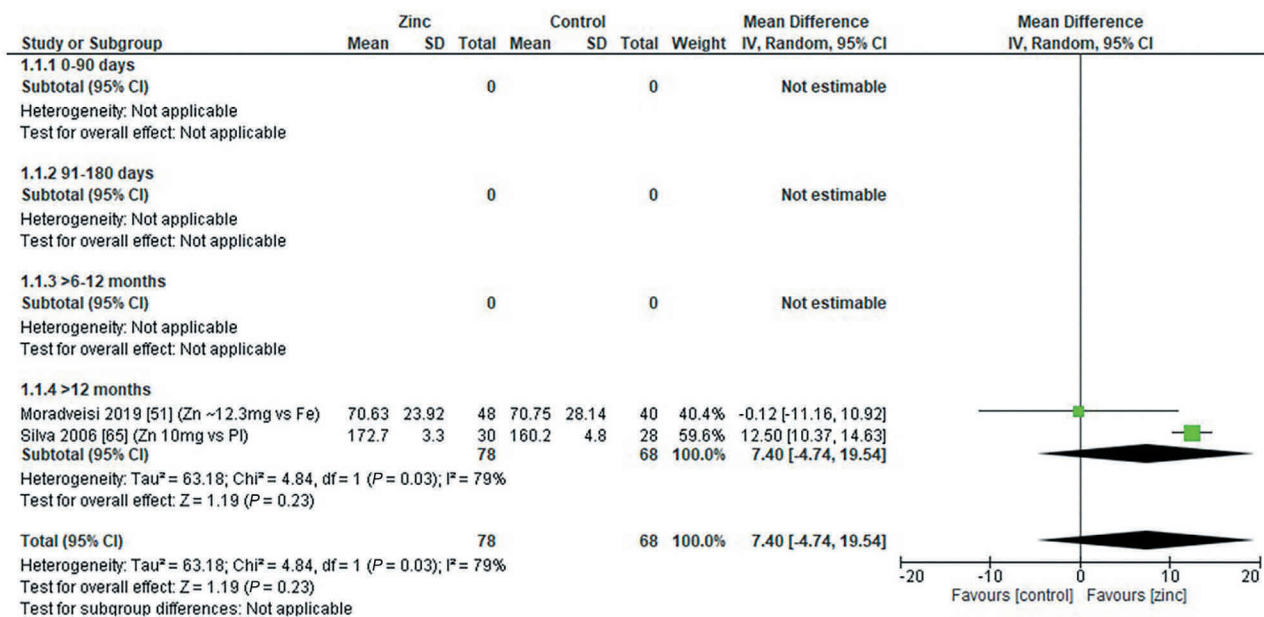 Zinc Control Mean Difference Mean Difference
Study or Subgroup Mean SD Total Mean SD Total Weight IV, Random, 95% CI IV, Random, 95% CI
1.1.1 0-90 days
Subtotal (95% CI) 0 0 Not estimable
Heterogeneity: Not applicable
Test for overall effect: Not applicable
1.1.2 91-180 days
Subtotal (95% CI) 0 0 Not estimable
Heterogeneity: Not applicable
Test for overall effect: Not applicable
1.1.3 >6-12 months
Subtotal (95% CI) 0 0 Not estimable
Heterogeneity: Not applicable
Test for overall effect: Not applicable
1.1.4 >12 months
Moradveisi 2019 [51] (Zn ~12.3mg vs Fe) 70.63 23.92 48 70.75 28.14 40 40.4% -0.12 [-11.16, 10.92]
Silva 2006 [65] (Zn 10mg vs Pl) 172.7 3.3 30 160.2 4.8 28 59.6% 12.50 [10.37, 14.63]
Subtotal (95% CI) 78 68 100.0% 7.40 [-4.74, 19.54]
Heterogeneity: Tau² = 63.18; Chi² = 4.84, df = 1 (P = 0.03); I² = 79%
Test for overall effect: Z = 1.19 (P = 0.23)
Total (95% CI) 78 68 100.0% 7.40 [-4.74, 19.54]
Heterogeneity: Tau² = 63.18; Chi² = 4.84, df = 1 (P = 0.03); I² = 79%
Test for overall effect: Z = 1.19 (P = 0.23)
Test for subgroup differences: Not applicable
-20 -10 0 10 20
Favours [control] Favours [zinc]